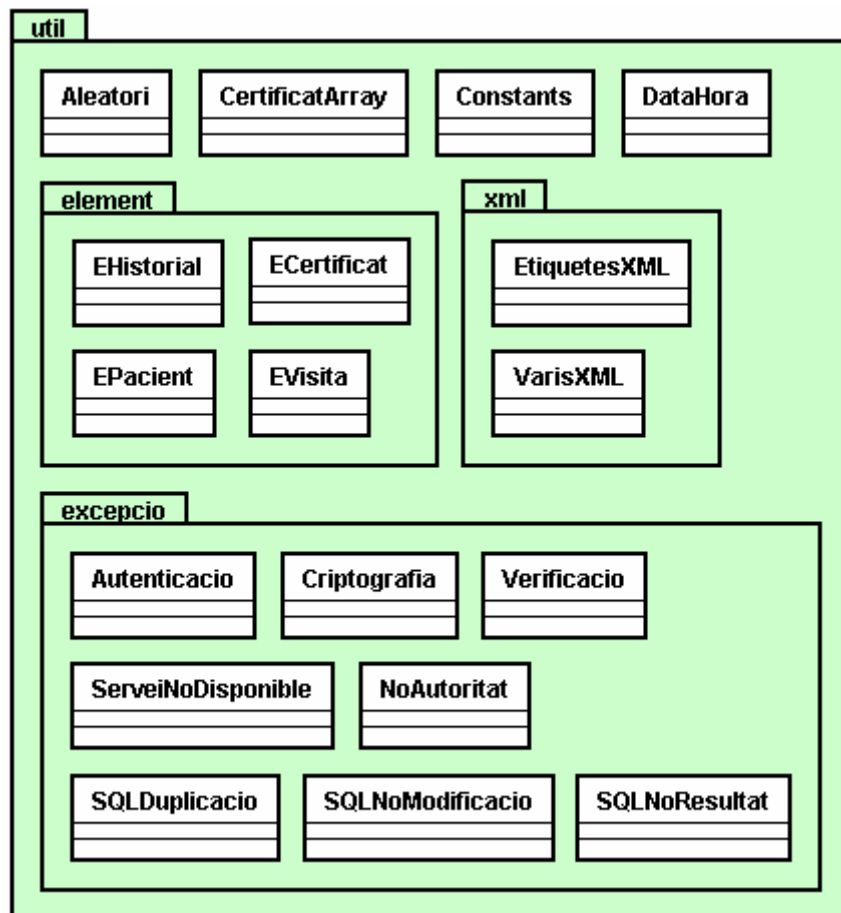 util
Aleatori
CertificatArray
Constants
DataHora
element
EHistorial
ECertificat
EPacient
EVisita
xml
EtiquetesXML
VarisXML
excepcio
Autenticacio
Criptografia
Verificacio
ServeiNoDisponible
NoAutoritat
SQLDuplicacio
SQLNoModificacio
SQLNoResultat